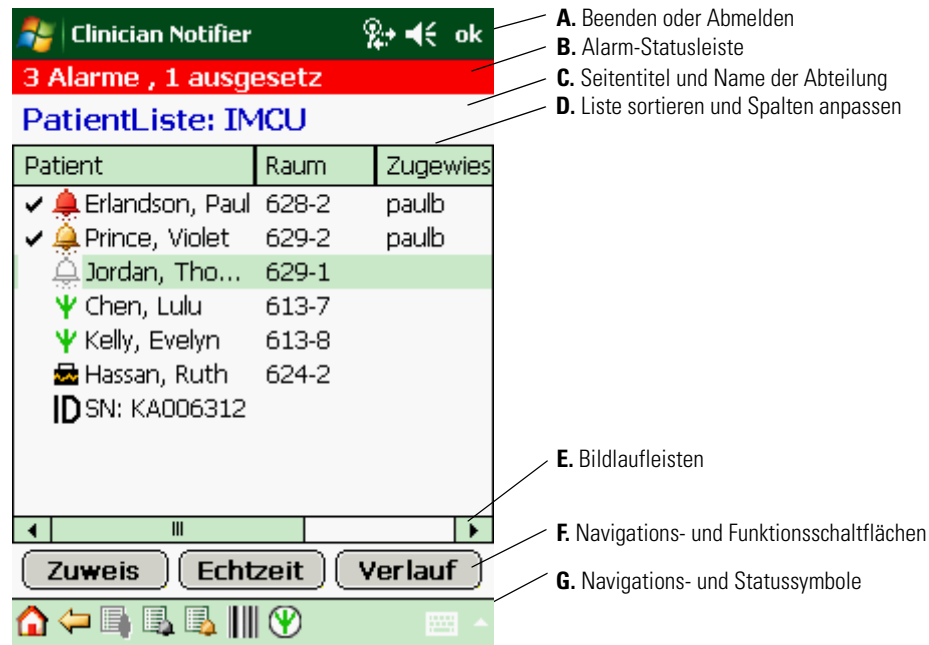 Clinician Notifier ok
3 Alarme , 1 ausgesetz
PatientListe: IMCU
Patient Raum Zugewies
Erlandson, Paul 628-2 paulb
Prince, Violet 629-2 paulb
Jordan, Tho... 629-1
Chen, Lulu 613-7
Kelly, Evelyn 613-8
Hassan, Ruth 624-2
ID SN: KA006312
Zuweis Echtzeit Verlauf
A. Beenden oder Abmelden
B. Alarm-Statusleiste
C. Seitentitel und Name der Abteilung
D. Liste sortieren und Spalten anpassen
E. Bildlaufleisten
F. Navigations- und Funktionsschaltflächen
G. Navigations- und Statussymbole